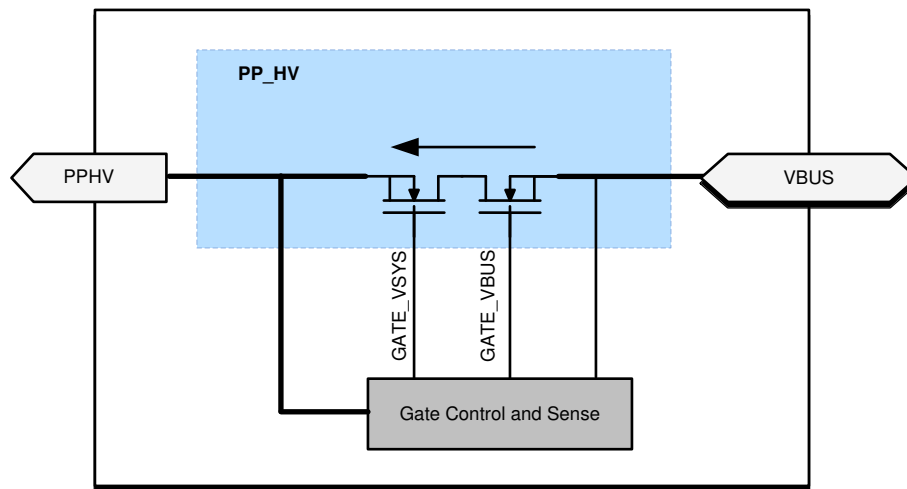 PP_HV
PPHV
VBUS
GATE_VSYS
GATE_VBUS
Gate Control and Sense